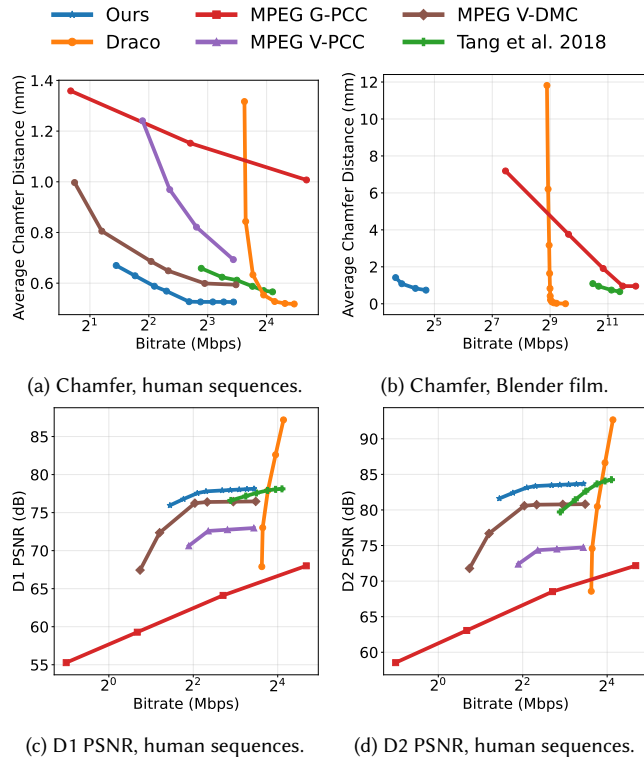 Ours MPEG G-PCC MPEG V-DMC
Draco MPEG V-PCC Tang et al. 2018
Average Chamfer Distance (mm)
1.4
1.2
1.0
0.8
0.6
2^1 2^2 2^3 2^4
Bitrate (Mbps)
(a) Chamfer, human sequences.
Average Chamfer Distance (mm)
12
10
8
6
4
2
0
2^5 2^7 2^9 2^11
Bitrate (Mbps)
(b) Chamfer, Blender film.
D1 PSNR (dB)
85
80
75
70
65
60
55
2^0 2^2 2^4
Bitrate (Mbps)
(c) D1 PSNR, human sequences.
D2 PSNR (dB)
90
85
80
75
70
65
60
2^0 2^2 2^4
Bitrate (Mbps)
(d) D2 PSNR, human sequences.